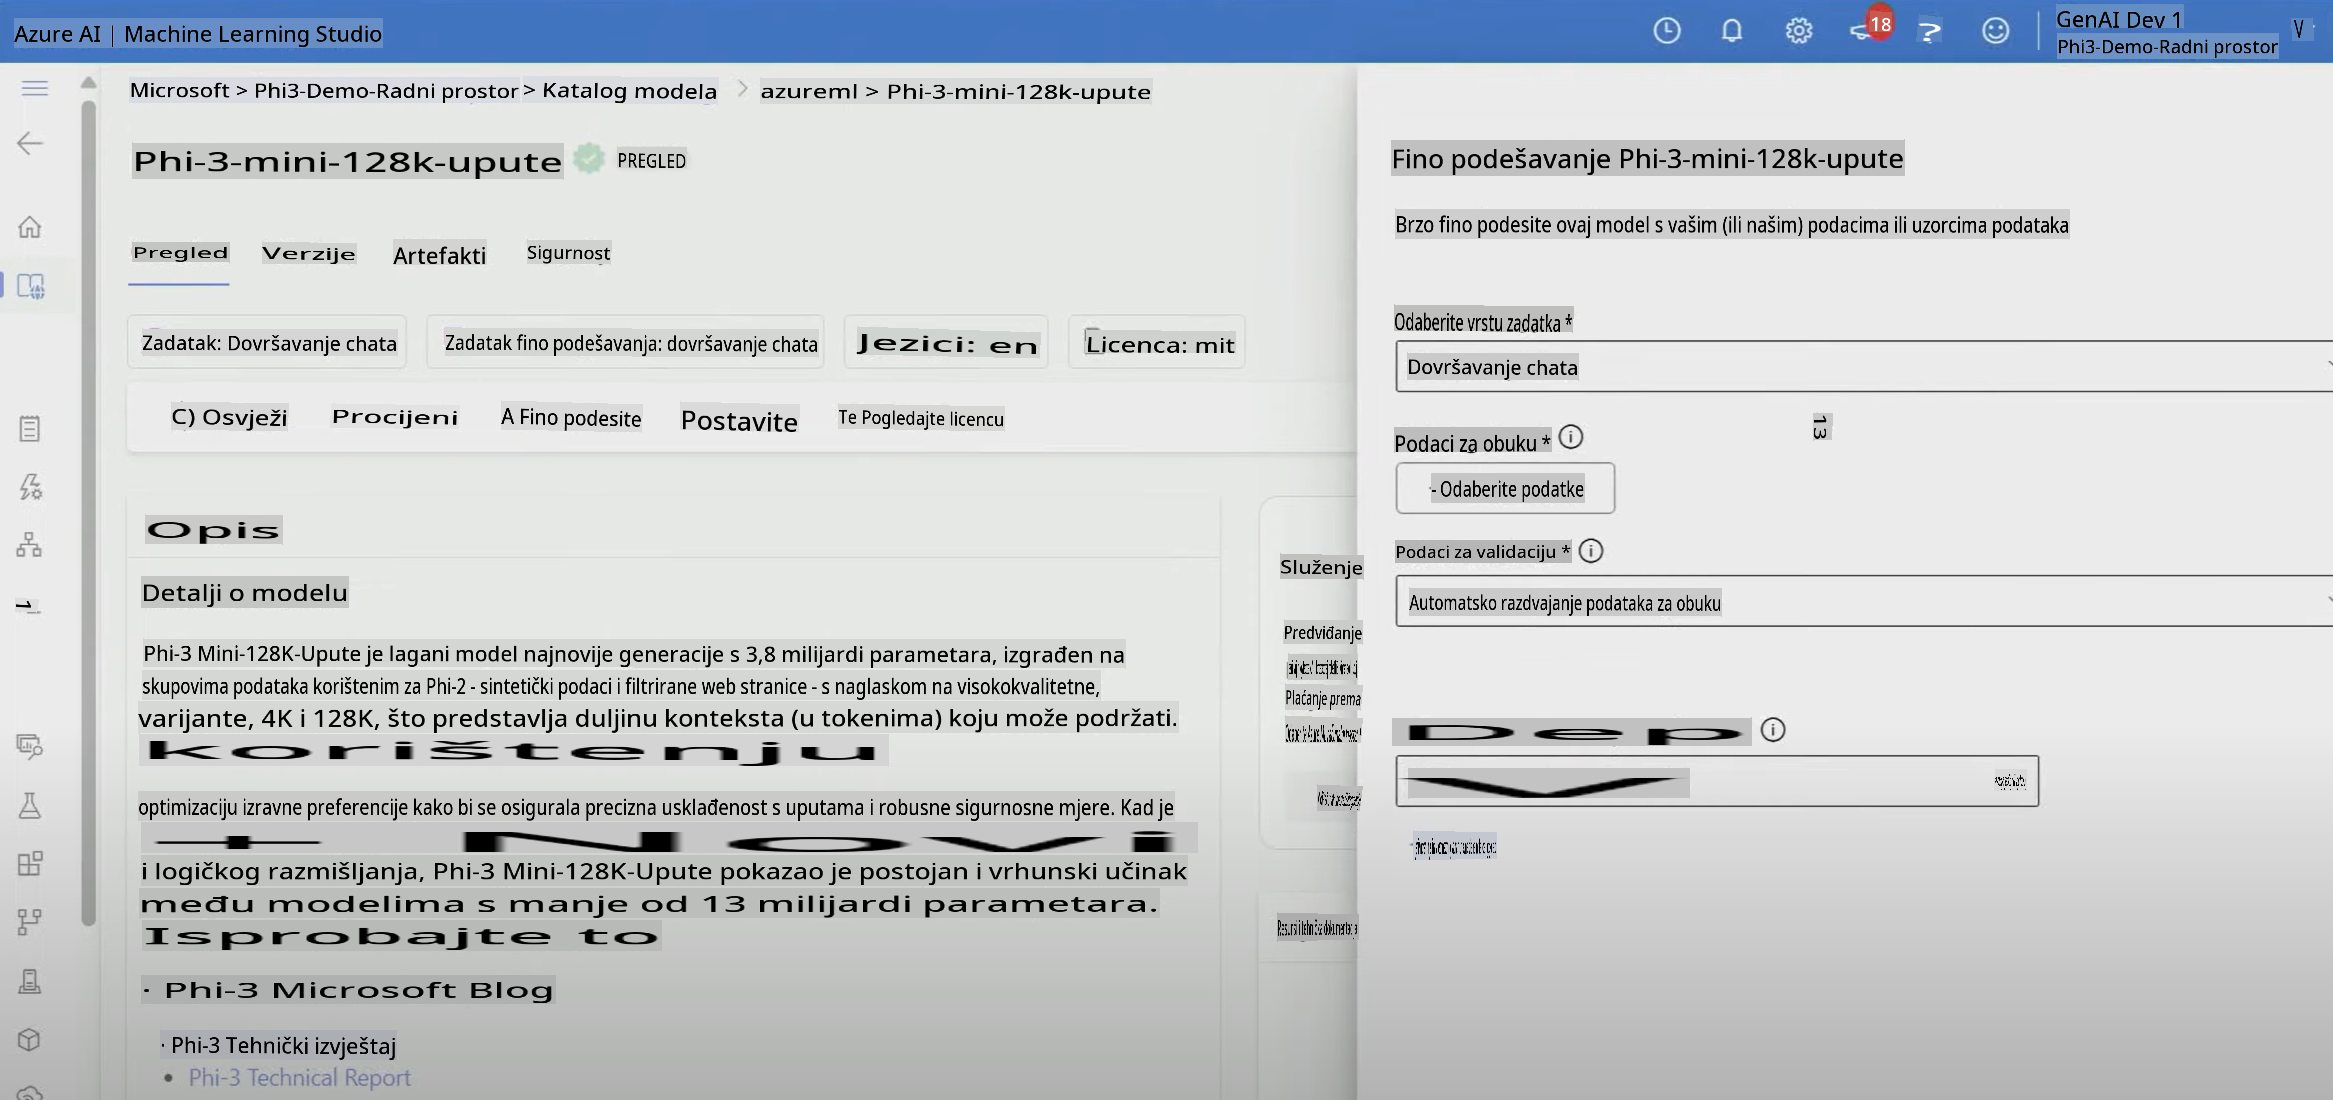 Azure AI | Machine Learning Studio
18
?
GenAI Dev 1
Phi3-Demo-Radni prostor
V
Microsoft > Phi3-Demo-Radni prostor > Katalog modela > azureml > Phi-3-mini-128k-upute
Phi-3-mini-128k-upute
PREGLED
Pregled
Verzije
Artefakti
Sigurnost
Zadatak: Dovršavanje chata
Zadatak fino podešavanja: dovršavanje chata
Jezici: en
Licenca: mit
C) Osvježi
Procijeni
A Fino podesite
Postavite
Te Pogledajte licencu
Opis
Detalji o modelu
Phi-3 Mini-128K-Upute je lagani model najnovije generacije s 3,8 milijardi parametara, izgrađen na
skupovima podataka korištenim za Phi-2 - sintetički podaci i filtrirane web stranice - s naglaskom na visokokvalitetne,
varijante, 4K i 128K, što predstavlja duljinu konteksta (u tokenima) koju može podržati.
korištenju
optimizaciju izravne preferencije kako bi se osigurala precizna usklađenost s uputama i robusne sigurnosne mjere. Kad je
+ Novi
i logičkog razmišljanja, Phi-3 Mini-128K-Upute pokazao je postojan i vrhunski učinak
među modelima s manje od 13 milijardi parametara.
Isprobajte to
· Phi-3 Microsoft Blog
· Phi-3 Tehnički izvještaj
• Phi-3 Technical Report
Služenje
Predviđanje
Plaćanje prema
Fino podešavanje Phi-3-mini-128k-upute
Brzo fino podesite ovaj model s vašim (ili našim) podacima ili uzorcima podataka
Odaberite vrstu zadatka *
Dovršavanje chata
13
Podaci za obuku *
- Odaberite podatke
Podaci za validaciju *
Automatsko razdvajanje podataka za obuku
Dep
V